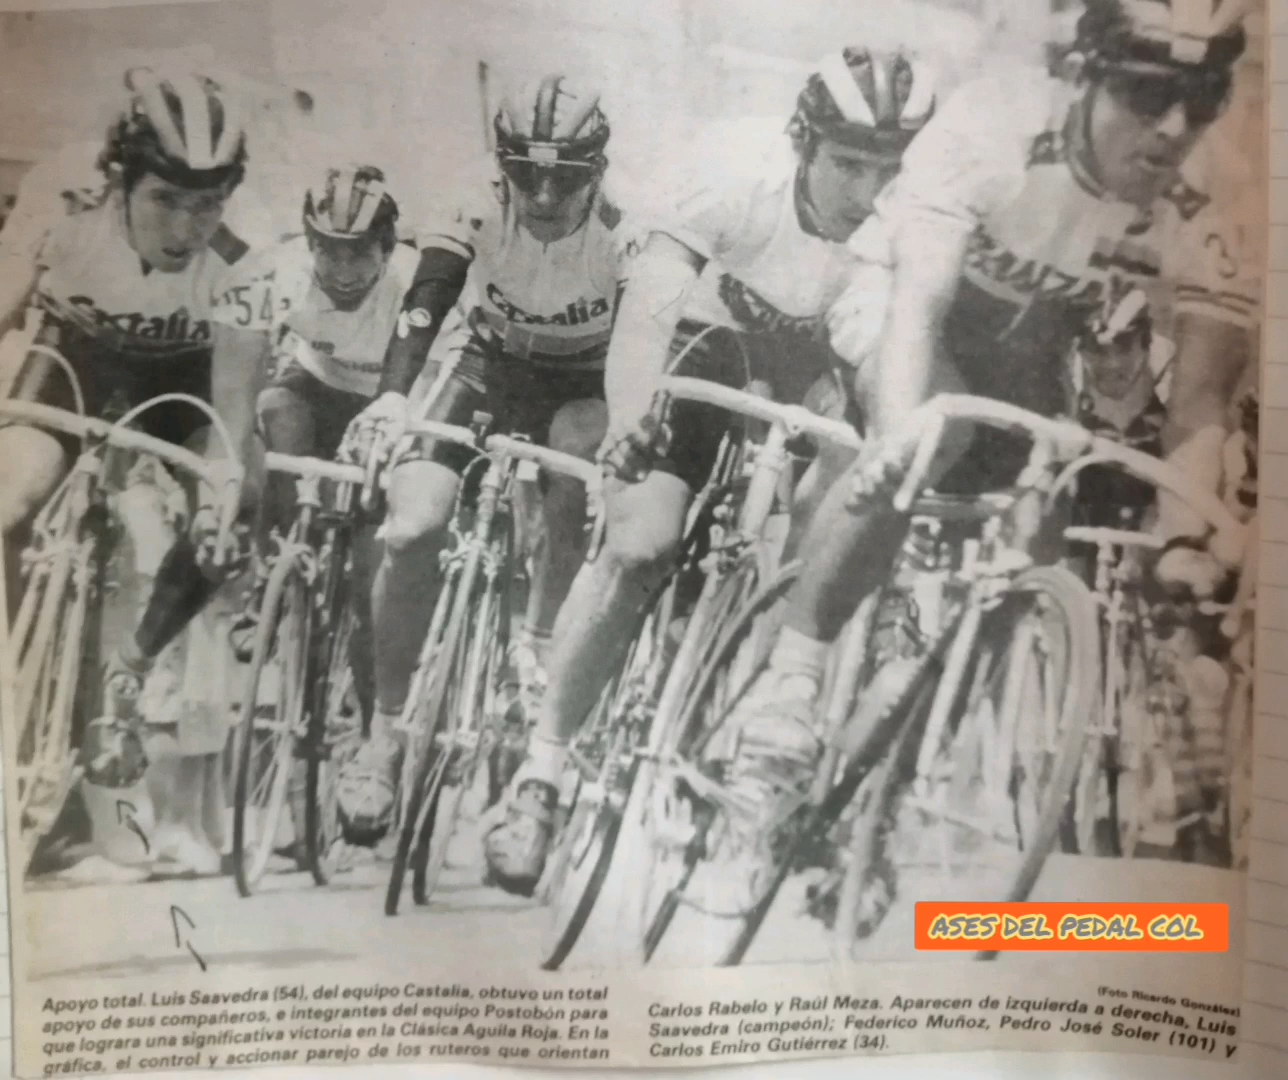 Castalia
54
Castalia
3
ASES DEL PEDAL COL
Apoyo total. Luis Saavedra (54), del equipo Castalia, obtuvo un total
apoyo de sus compañeros, e integrantes del equipo Postobón para
que lograra una significativa victoria en la Clásica Aguila Roja. En la
gráfica, el control y accionar parejo de los ruteros que orientan
(Foto Ricardo González)
Carlos Rabelo y Raúl Meza. Aparecen de izquierda a derecha, Luis
Saavedra (campeón); Federico Muñoz, Pedro José Soler (101) y
Carlos Emiro Gutiérrez (34).